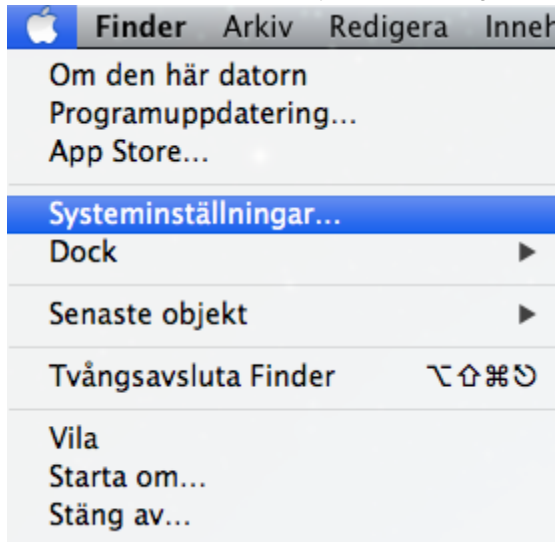 Finder Arkiv Redigera Inneh
Om den här datorn
Programuppdatering...
App Store...
Systeminställningar...
Dock ▶
Senaste objekt ▶
Tvångsavsluta Finder ⌥⇧⌘⎋
Vila
Starta om...
Stäng av...